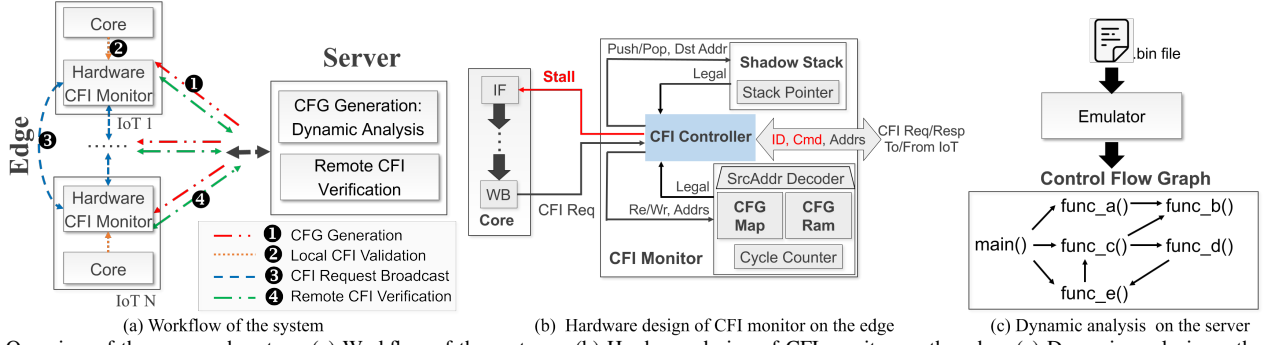 Core
❷
Hardware
CFI Monitor
IoT 1
❶
Edge
❸
Hardware
CFI Monitor
❹
Core
IoT N
Server
CFG Generation:
Dynamic Analysis
Remote CFI
Verification
❶ CFG Generation
❷ Local CFI Validation
❸ CFI Request Broadcast
❹ Remote CFI Verification
(a) Workflow of the system
IF
WB
Core
Stall
CFI Req
Push/Pop, Dst Addr
Legal
Shadow Stack
Stack Pointer
CFI Controller
ID, Cmd, Addrs
CFI Req/Resp
To/From IoT
Legal
Re/Wr, Addrs
SrcAddr Decoder
CFG
Map
CFG
Ram
Cycle Counter
CFI Monitor
(b) Hardware design of CFI monitor on the edge
.bin file
Emulator
Control Flow Graph
func_a() func_b()
main() func_c() func_d()
func_e()
(c) Dynamic analysis on the server